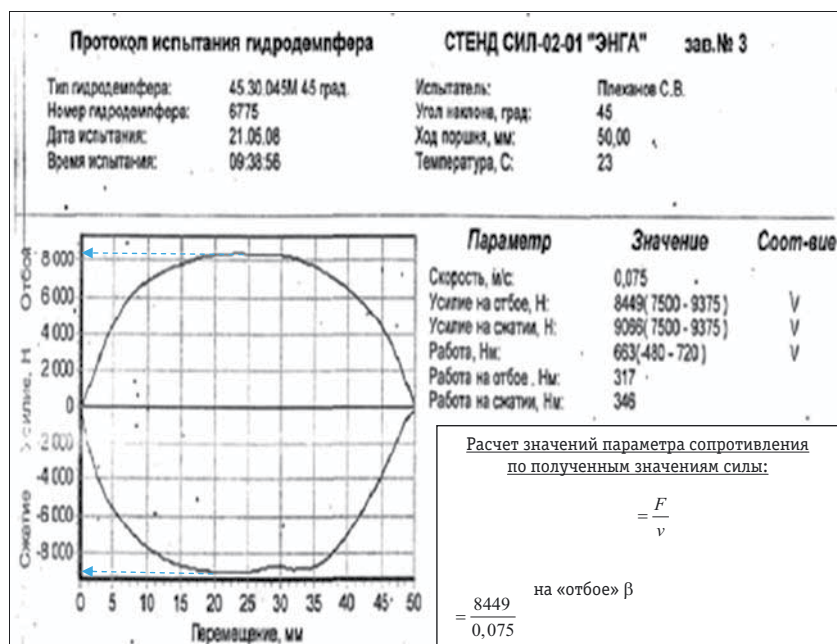 Протокол испытания гидродемпфера СТЕНД СИЛ-02-01 "ЭНГА" зав.№ 3
Тип гидродемпфера: 45.30.045М 45 град.
Номер гидродемпфера: 6775
Дата испытания: 21.05.08
Время испытания: 09:38:56
Испытатель: Плеханов С.В.
Угол наклона, град: 45
Ход поршня, мм: 50,00
Температура, С: 23
Сжатие Усилие, Н Отбой
8 000
6 000
4 000
2 000
0
-2 000
-4 000
-6 000
-8 000
0 5 10 15 20 25 30 35 40 45 50
Перемещение, мм
Параметр Значение Соот-вие
Скорость, м/с: 0,075
Усилие на отбое, Н: 8449( 7500 - 9375 ) V
Усилие на сжатии, Н: 9066( 7500 - 9375 ) V
Работа, Нм: 663(-480 - 720 ) V
Работа на отбое, Нм: 317
Работа на сжатии, Нм: 346
Расчет значений параметра сопротивления
по полученным значениям силы:
= F/v
на «отбое» β
= 8449/0,075